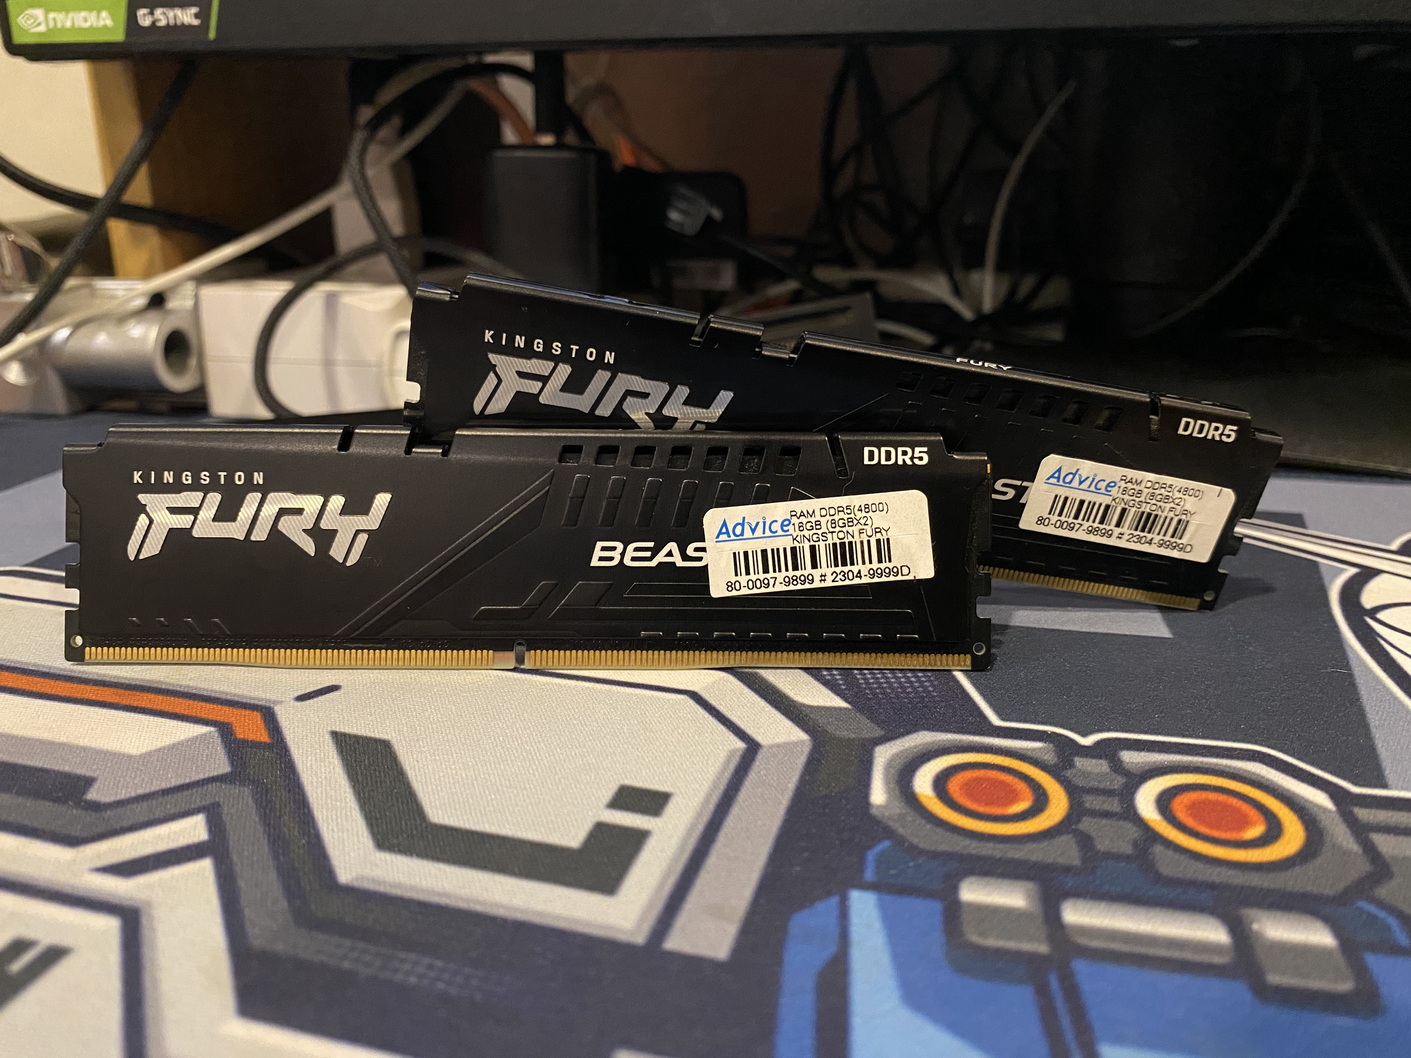 NVIDIA G-SYNC
KINGSTON
FURY
FURY
DDR5
ST
Advice
RAM DDR5(4800)
16GB (8GBX2)
KINGSTON FURY
80-0097-9899 # 2304-9999D
KINGSTON
FURY
DDR5
BEAS
Advice
RAM DDR5(4800)
16GB (8GBX2)
KINGSTON FURY
80-0097-9899 # 2304-9999D